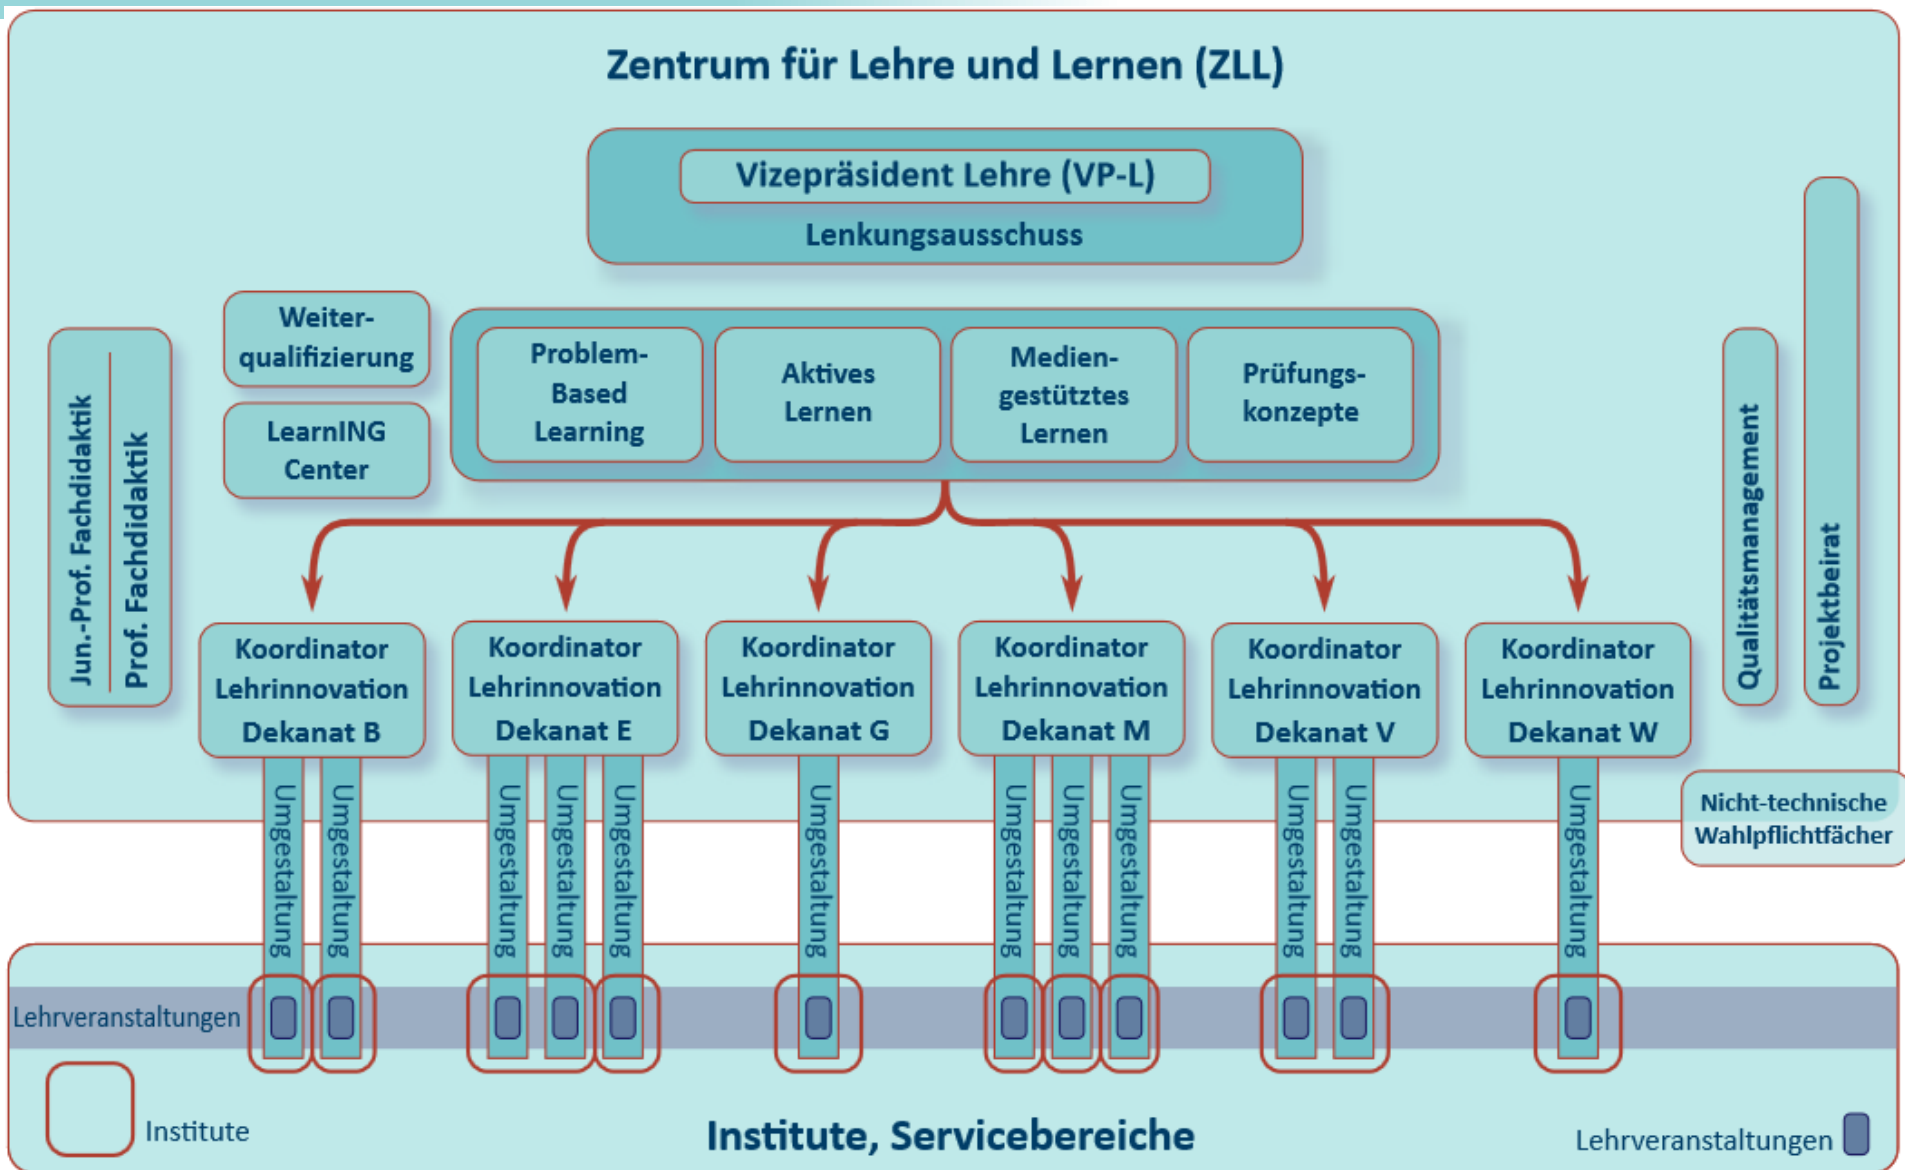 Zentrum für Lehre und Lernen (ZLL)
Vizepräsident Lehre (VP-L)
Lenkungsausschuss
Jun.-Prof. Fachdidaktik
Prof. Fachdidaktik
Weiter-
qualifizierung
LearnING
Center
Problem-
Based
Learning
Aktives
Lernen
Medien-
gestütztes
Lernen
Prüfungs-
konzepte
Qualitätsmanagement
Projektbeirat
Koordinator
Lehrinnovation
Dekanat B
Koordinator
Lehrinnovation
Dekanat E
Koordinator
Lehrinnovation
Dekanat G
Koordinator
Lehrinnovation
Dekanat M
Koordinator
Lehrinnovation
Dekanat V
Koordinator
Lehrinnovation
Dekanat W
Nicht-technische
Wahlpflichtfächer
Umgestaltung
Umgestaltung
Umgestaltung
Umgestaltung
Umgestaltung
Umgestaltung
Umgestaltung
Umgestaltung
Umgestaltung
Umgestaltung
Umgestaltung
Umgestaltung
Lehrveranstaltungen
Institute
Institute, Servicebereiche
Lehrveranstaltungen